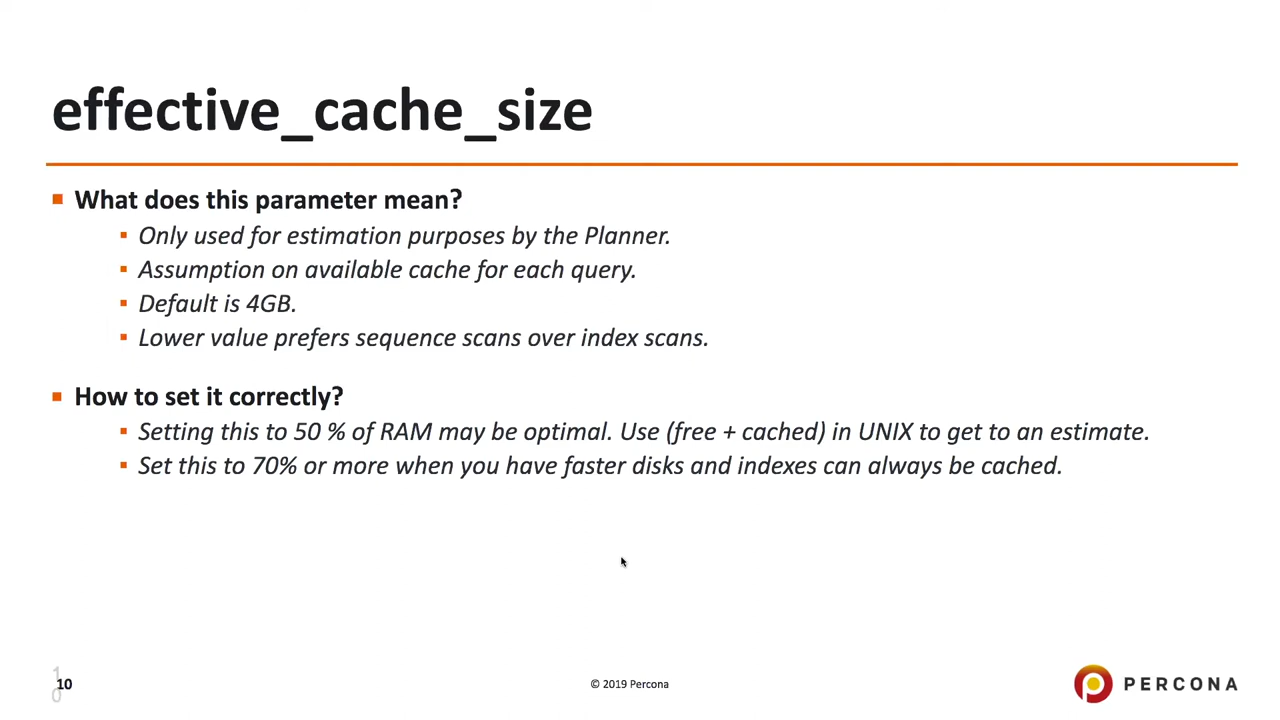 effective_cache_size
What does this parameter mean?
Only used for estimation purposes by the Planner.
Assumption on available cache for each query.
Default is 4GB.
Lower value prefers sequence scans over index scans.
How to set it correctly?
Setting this to 50 % of RAM may be optimal. Use (free + cached) in UNIX to get to an estimate.
Set this to 70% or more when you have faster disks and indexes can always be cached.
10
10
© 2019 Percona
PERCONA